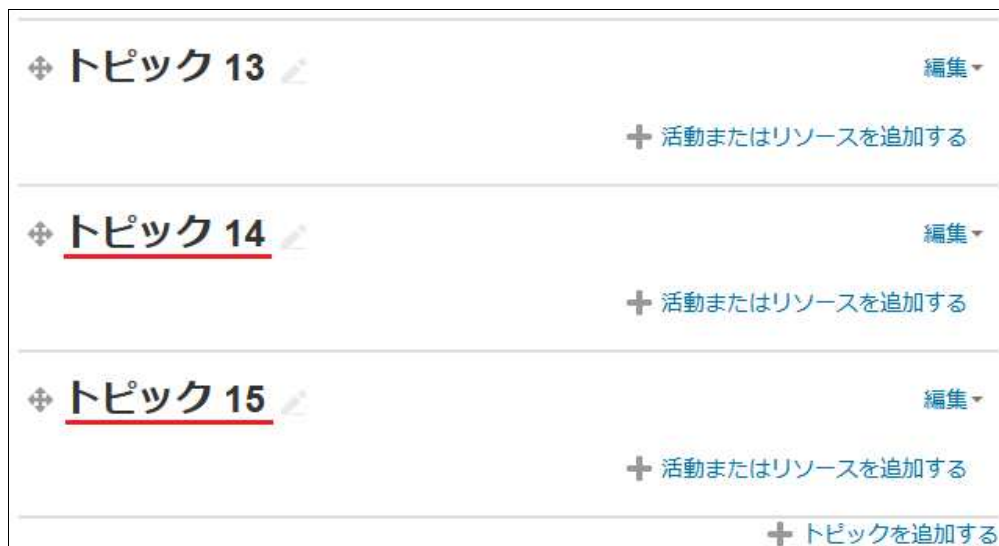 トピック 13
編集
活動またはリソースを追加する
トピック 14
編集
活動またはリソースを追加する
トピック 15
編集
活動またはリソースを追加する
トピックを追加する